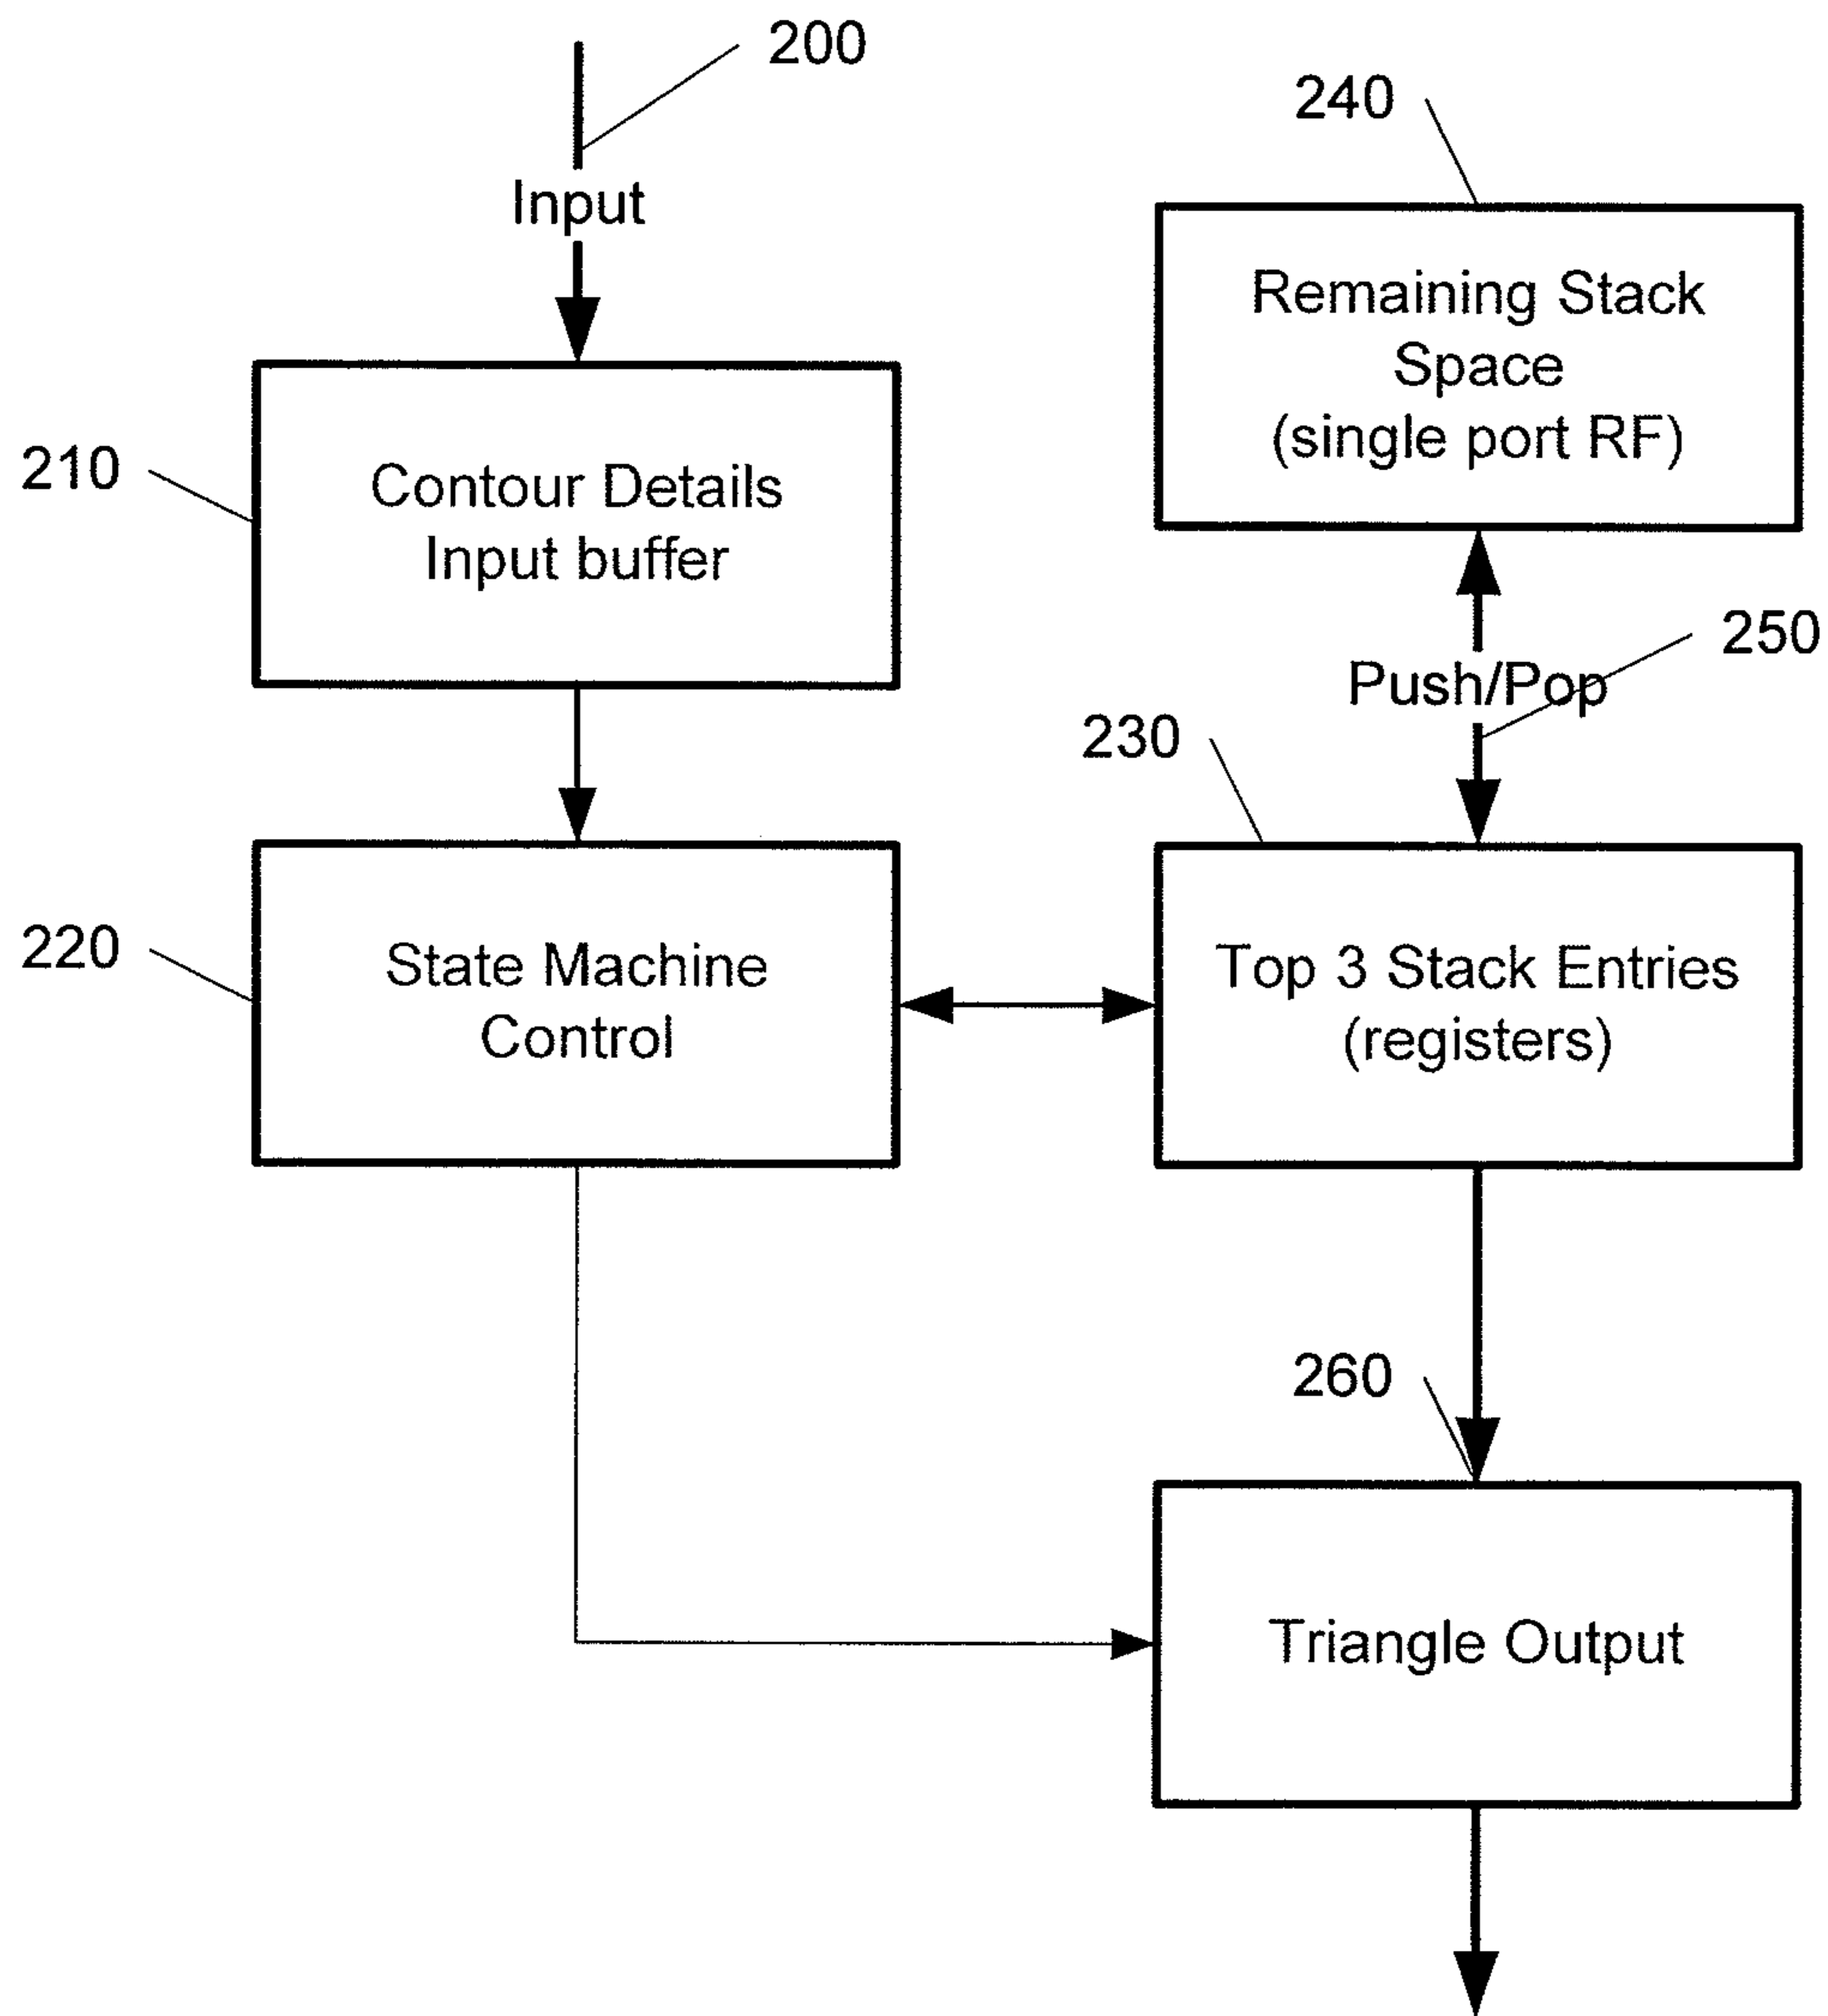 200
240
Input
Remaining Stack
Space
(single port RF)
210
Contour Details
Input buffer
250
Push/Pop
230
220
State Machine
Control
Top 3 Stack Entries
(registers)
260
Triangle Output